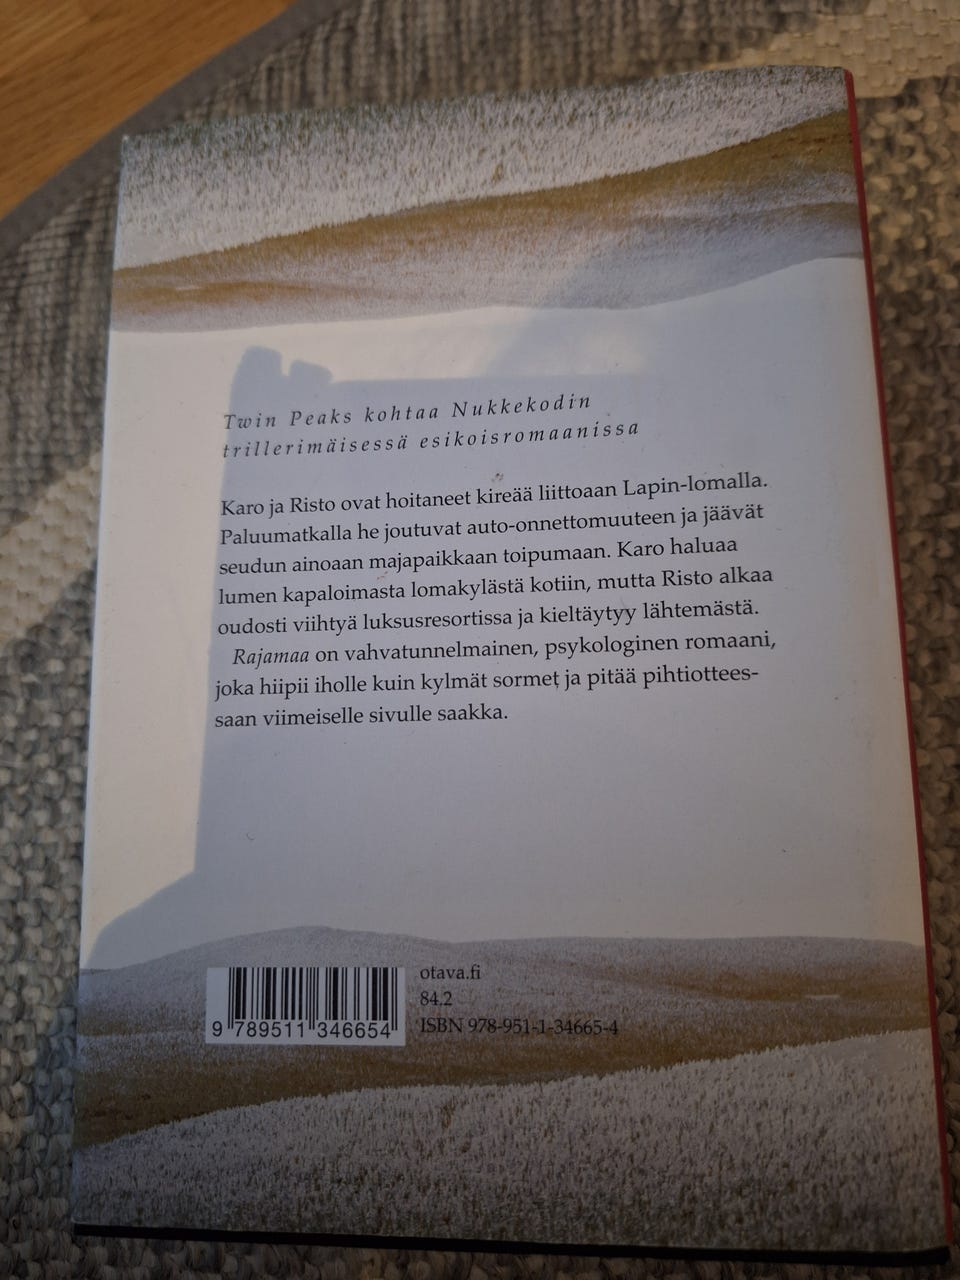 Twin Peaks kohtaa Nukkekodin
trillerimäisessä esikoisromaanissa
Karo ja Risto ovat hoitaneet kireää liittoaan Lapin-lomalla.
Paluumatkalla he joutuvat auto-onnettomuuteen ja jäävät
seudun ainoaan majapaikkaan toipumaan. Karo haluaa
lumen kapaloimasta lomakylästä kotiin, mutta Risto alkaa
oudosti viihtyä luksusresortissa ja kieltäytyy lähtemästä.
Rajamaa on vahvatunnelmainen, psykologinen romaani,
joka hiipii iholle kuin kylmät sormet ja pitää pihtiottees-
saan viimeiselle sivulle saakka.
otava.fi
84.2
ISBN 978-951-1-34665-4
9 789511 346654